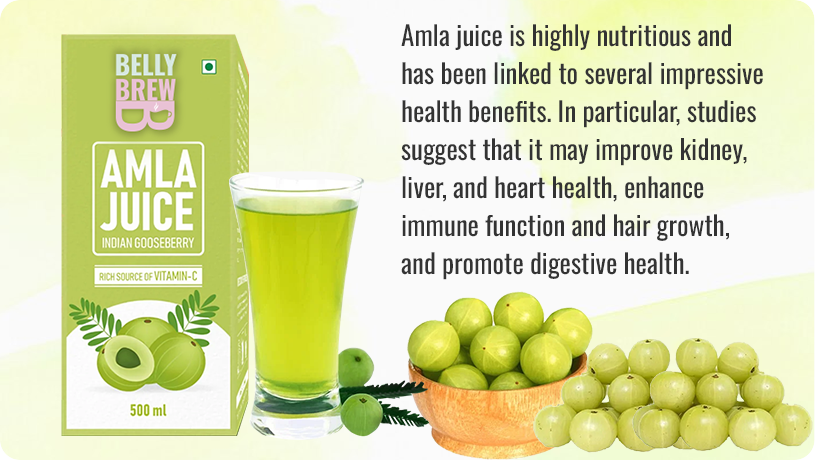 BELLY
BREW
AMLA
JUICE
INDIAN GOOSEBERRY
RICH SOURCE OF VITAMIN-C
500 ml
Amla juice is highly nutritious and
has been linked to several impressive
health benefits. In particular, studies
suggest that it may improve kidney,
liver, and heart health, enhance
immune function and hair growth,
and promote digestive health.